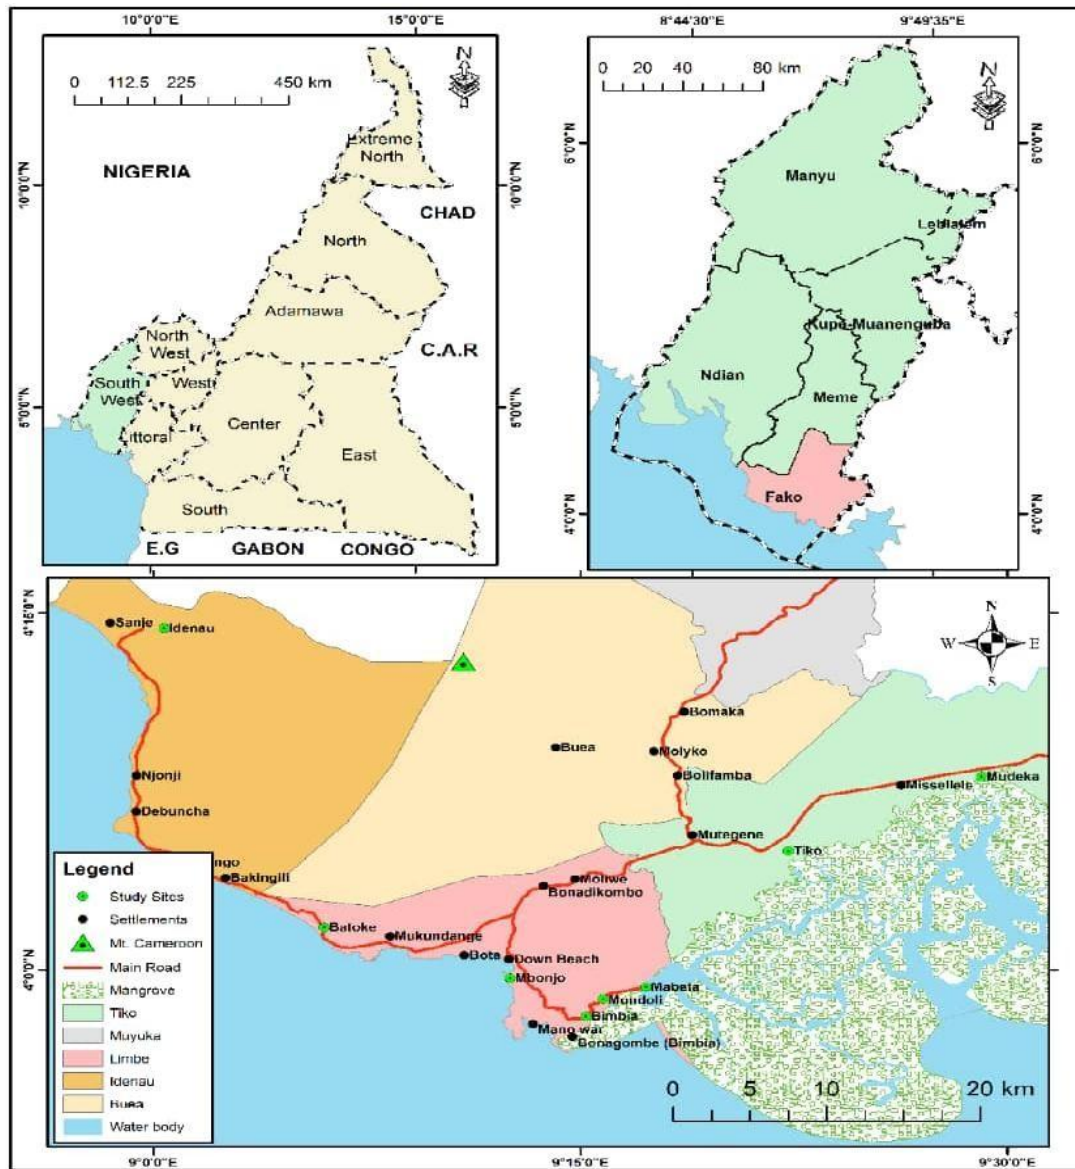 10°0'0"E
15°0'0"E
8°44'30"E
9°49'35"E
0 112.5 225 450 km
N
Extreme
North
NIGERIA
10°0'0"N
10°0'0"N
CHAD
North
Adamawa
North
West
C.A.R
South
West
West
5°0'0"N
5°0'0"N
Littoral
Center
East
South
E.G
GABON
CONGO
0 20 40 80 km
N
6°0'0"N
6°0'0"N
Manyu
Lebialem
Kupe-Muanenguba
Ndian
Meme
Fako
4°0'0"N
4°0'0"N
4°15'0"N
Sanje
Idenau
N
W
E
S
Bomaka
Buea
Molyko
Njonji
Bolifamba
Mudeka
Missellele
Debuncha
Mutegene
Tiko
ngo
Bakingili
Moliwe
Bonadikombo
Batoke
Mukundange
Bota
Down Beach
4°0'0"N
Mbonjo
Mabeta
Mondoli
Bimbia
Mano war
Bonagombe (Bimbia)
0 5 10 20 km
Legend
Study Sites
Settlements
Mt. Cameroon
Main Road
Mangrove
Tiko
Muyuka
Limbe
Idenau
Buea
Water body
9°0'0"E
9°15'0"E
9°30'0"E